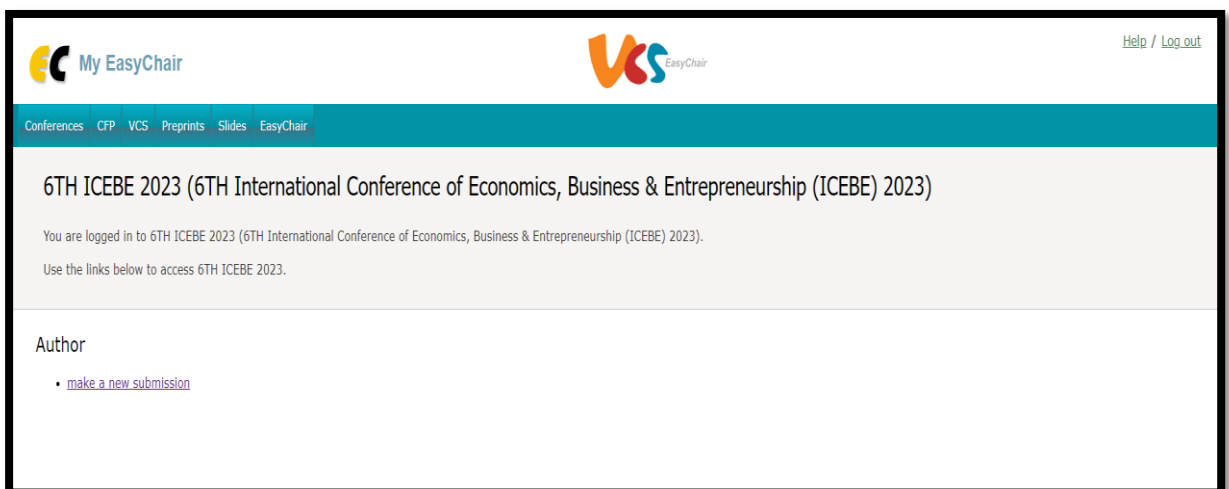 My EasyChair
VCS EasyChair
Help / Log out
Conferences CFP VCS Preprints Slides EasyChair
6TH ICEBE 2023 (6TH International Conference of Economics, Business & Entrepreneurship (ICEBE) 2023)
You are logged in to 6TH ICEBE 2023 (6TH International Conference of Economics, Business & Entrepreneurship (ICEBE) 2023).
Use the links below to access 6TH ICEBE 2023.
Author
• make a new submission